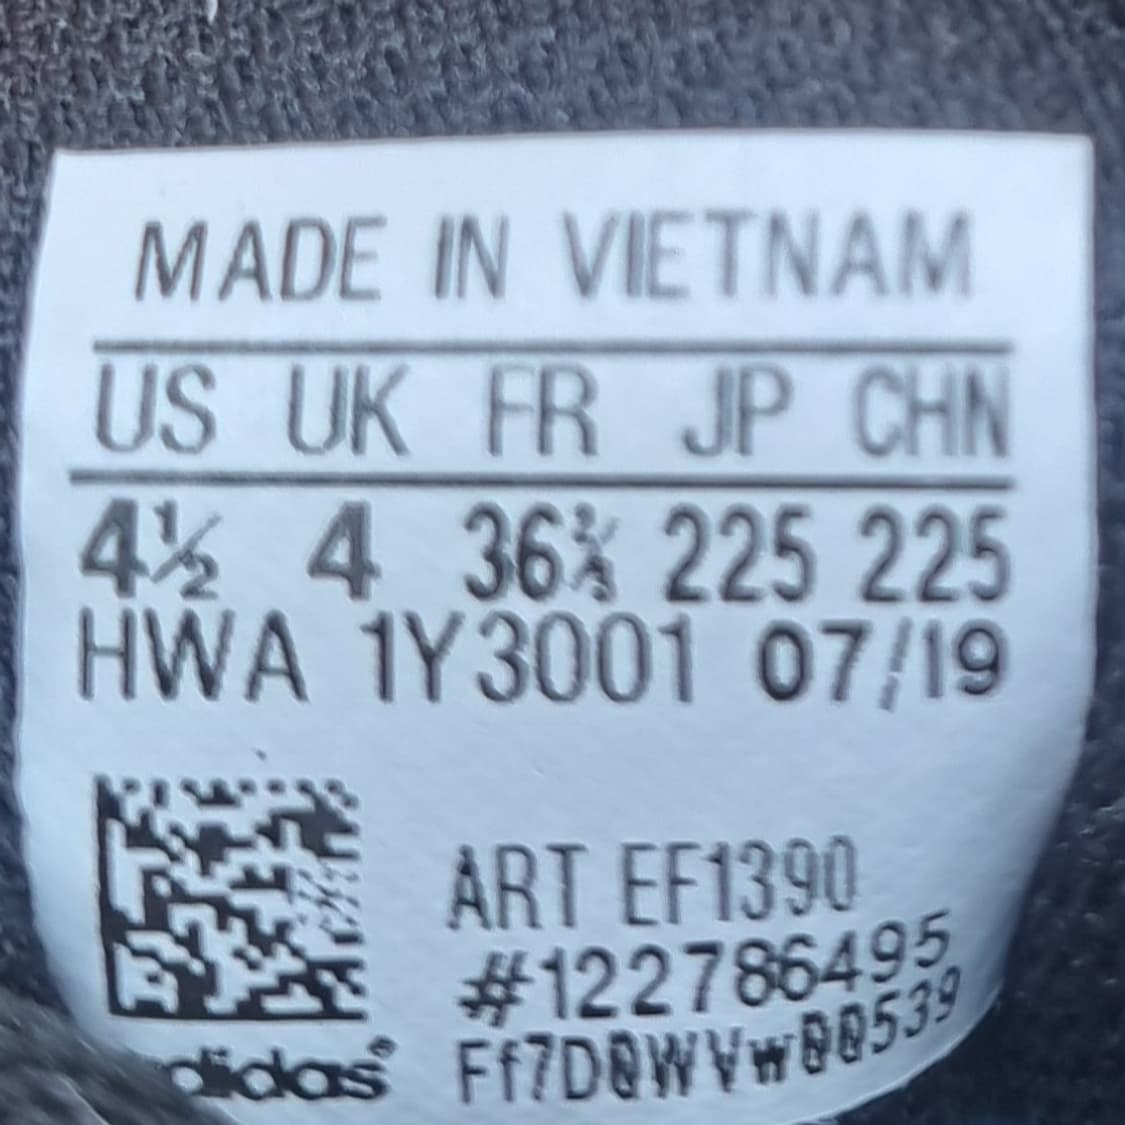 MADE IN VIETNAM
US UK FR JP CHN
4½ 4 36⅔ 225 225
HWA 1Y3001 07/19
ART EF1390
#122786495
Ff7D0WVw00539
adidas®